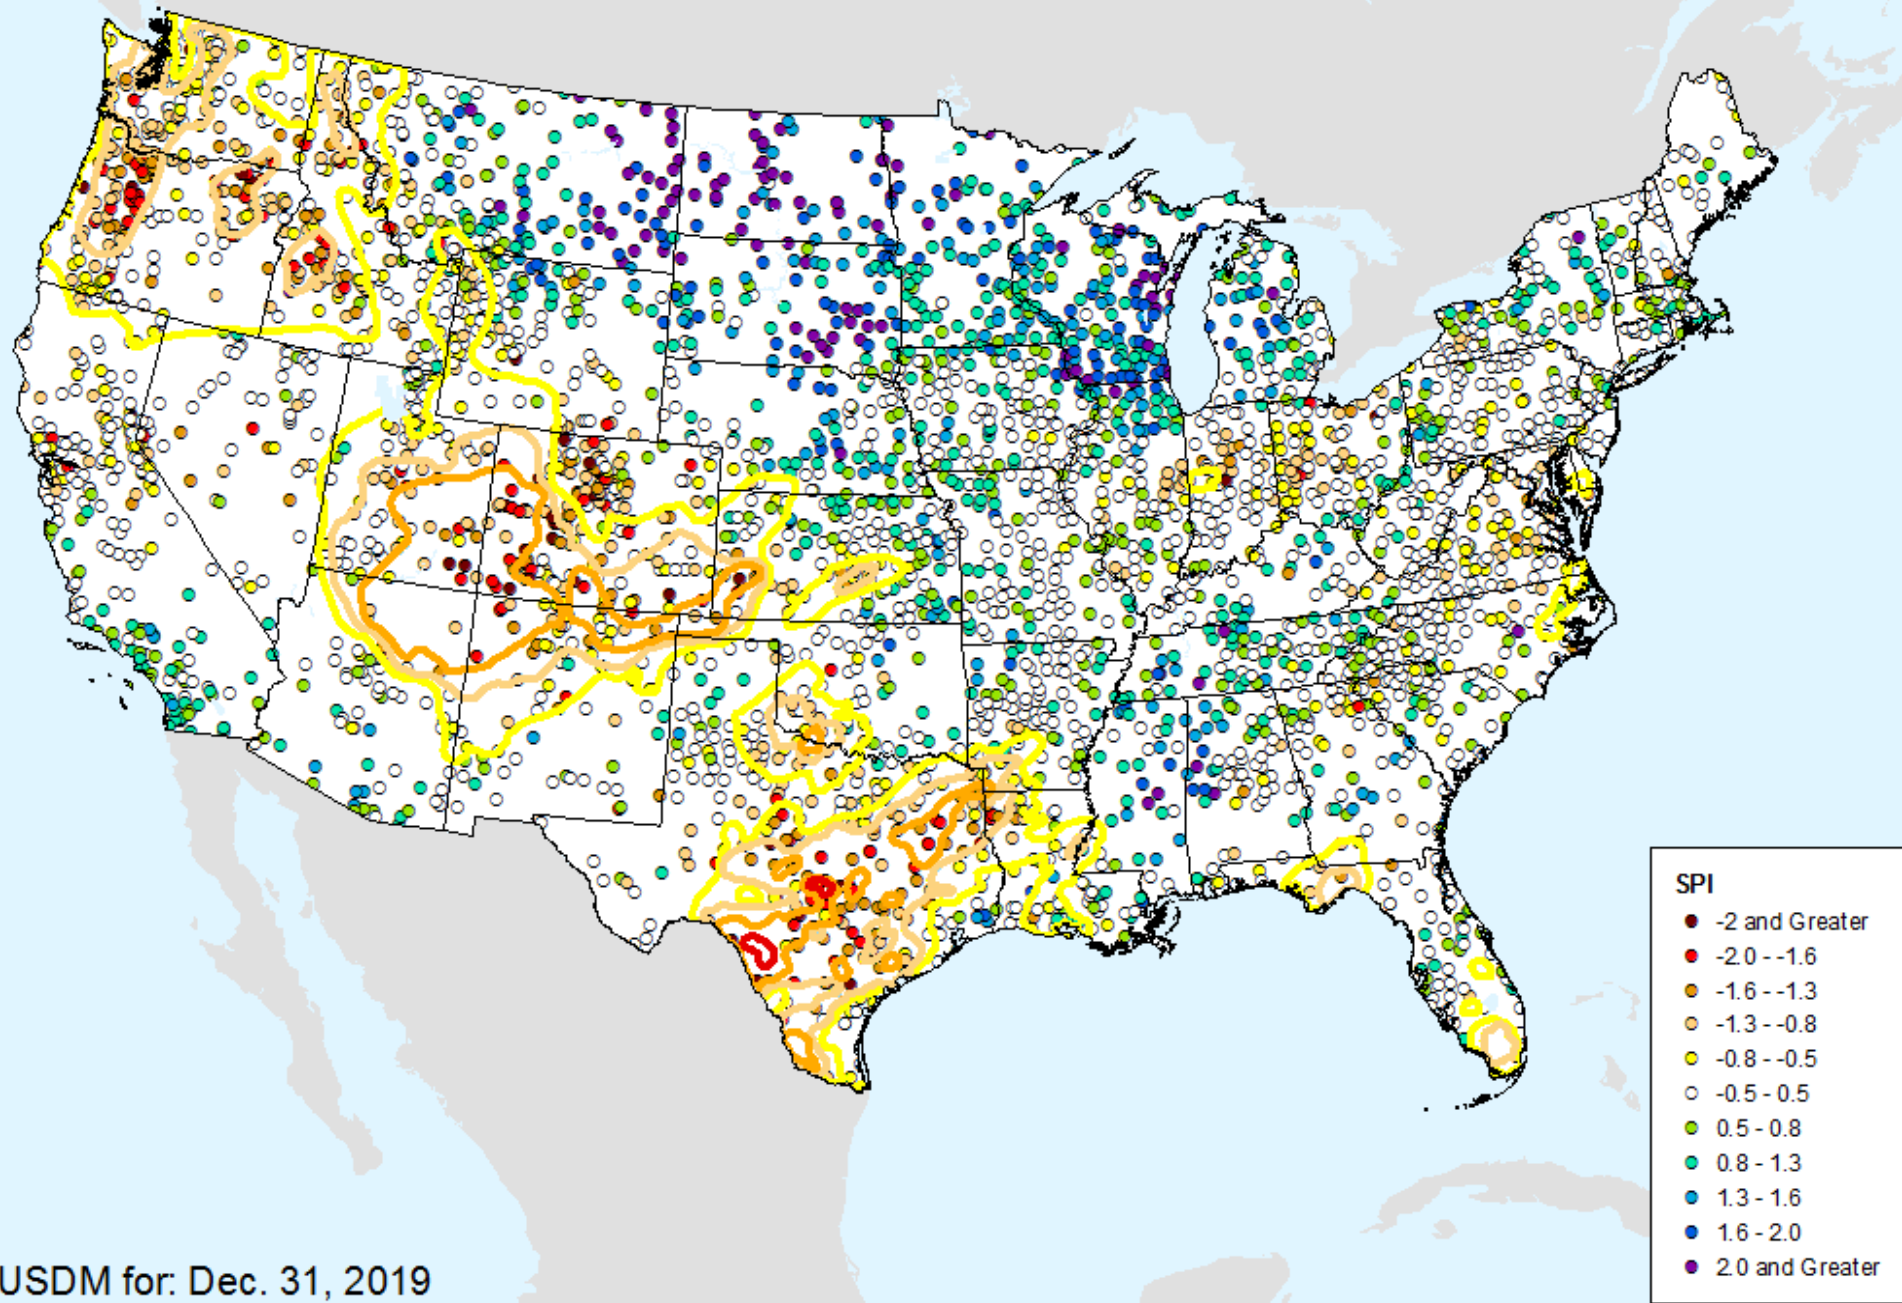 SPI
-2 and Greater
-2.0 - -1.6
-1.6 - -1.3
-1.3 - -0.8
-0.8 - -0.5
-0.5 - 0.5
0.5 - 0.8
0.8 - 1.3
1.3 - 1.6
1.6 - 2.0
2.0 and Greater
USDM for: Dec. 31, 2019